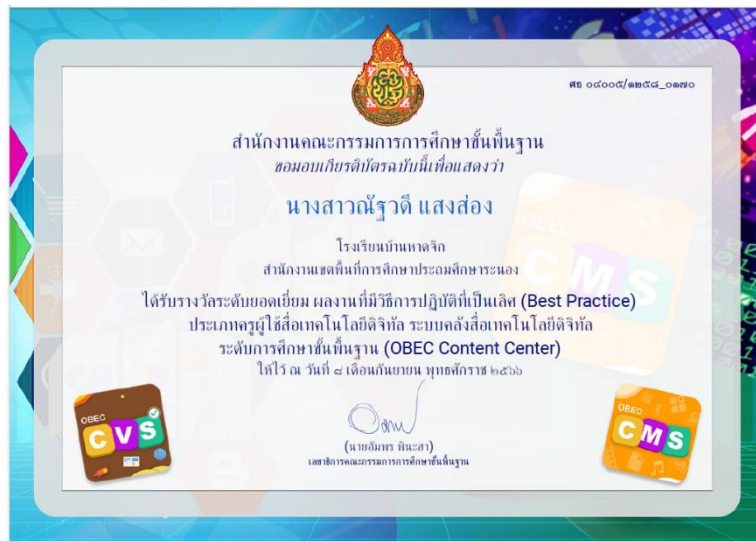 ศธ ๐๔๐๐๕/๑๒๕๘_๐๑๗๐
สำนักงานคณะกรรมการการศึกษาขั้นพื้นฐาน
ขอมอบเกียรติบัตรฉบับนี้เพื่อแสดงว่า
นางสาวณัฐวดี แสงส่อง
โรงเรียนบ้านหาดจิก
สำนักงานเขตพื้นที่การศึกษาประถมศึกษาระนอง
ได้รับรางวัลระดับยอดเยี่ยม ผลงานที่มีวิธีการปฏิบัติที่เป็นเลิศ (Best Practice)
ประเภทครูผู้ใช้สื่อเทคโนโลยีดิจิทัล ระบบคลังสื่อเทคโนโลยีดิจิทัล
ระดับการศึกษาขั้นพื้นฐาน (OBEC Content Center)
ให้ไว้ ณ วันที่ ๘ เดือนกันยายน พุทธศักราช ๒๕๖๖
(นายอัมพร พินะสา)
เลขาธิการคณะกรรมการการศึกษาขั้นพื้นฐาน
OBEC
CVS
OBEC
CMS
CMS